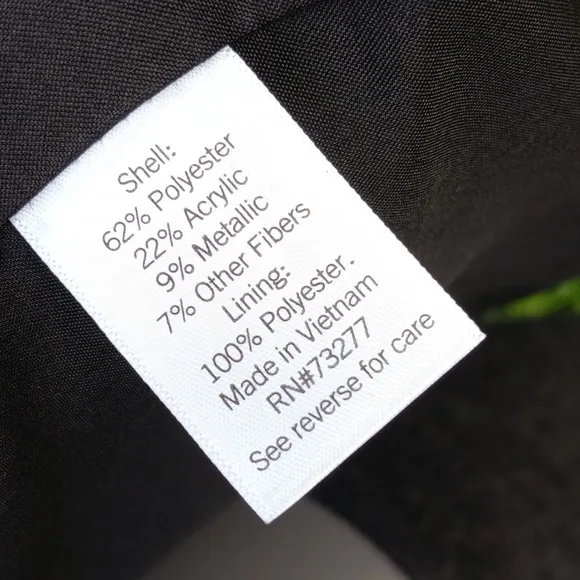 Shell:
62% Polyester
22% Acrylic
9% Metallic
7% Other Fibers
Lining:
100% Polyester.
Made in Vietnam
RN#73277
See reverse for care